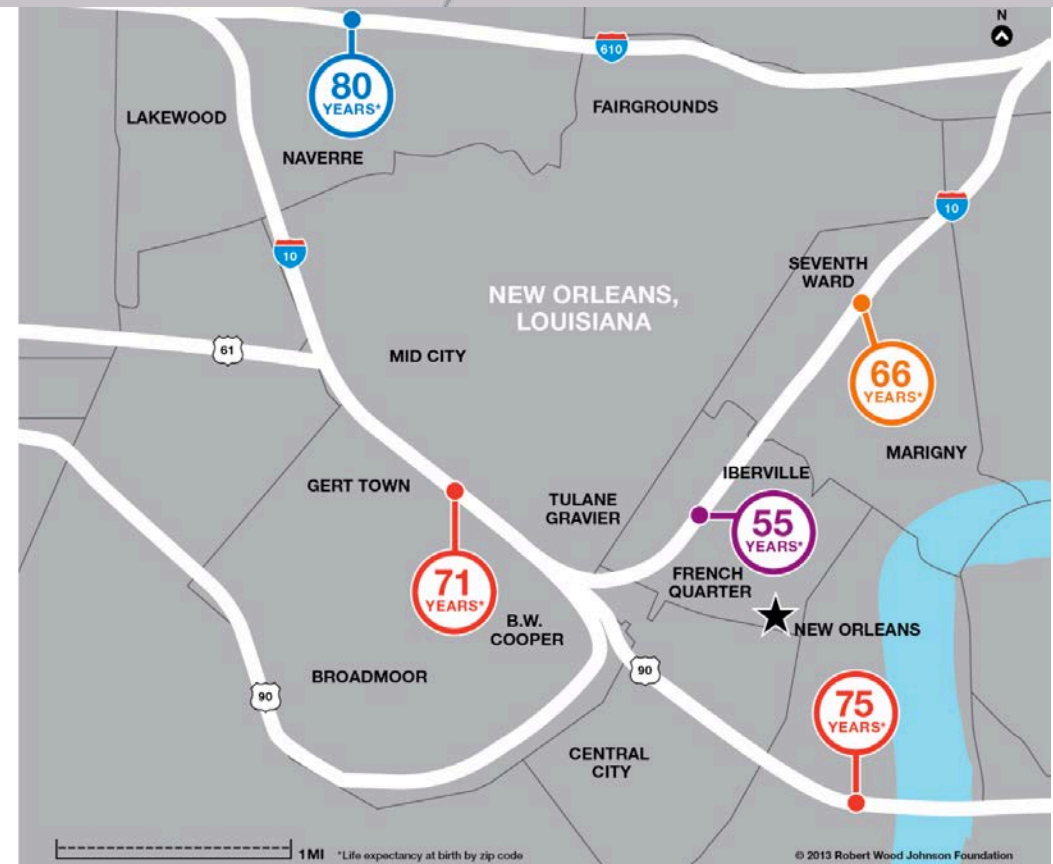 N
610
80
YEARS*
LAKEWOOD
FAIRGROUNDS
NAVERRE
10
10
SEVENTH
WARD
NEW ORLEANS,
LOUISIANA
61
MID CITY
66
YEARS*
MARIGNY
IBERVILLE
GERT TOWN
TULANE
GRAVIER
55
YEARS*
FRENCH
QUARTER
71
YEARS*
B.W.
COOPER
NEW ORLEANS
BROADMOOR
90
90
75
YEARS*
CENTRAL
CITY
1MI
*Life expectancy at birth by zip code
© 2013 Robert Wood Johnson Foundation